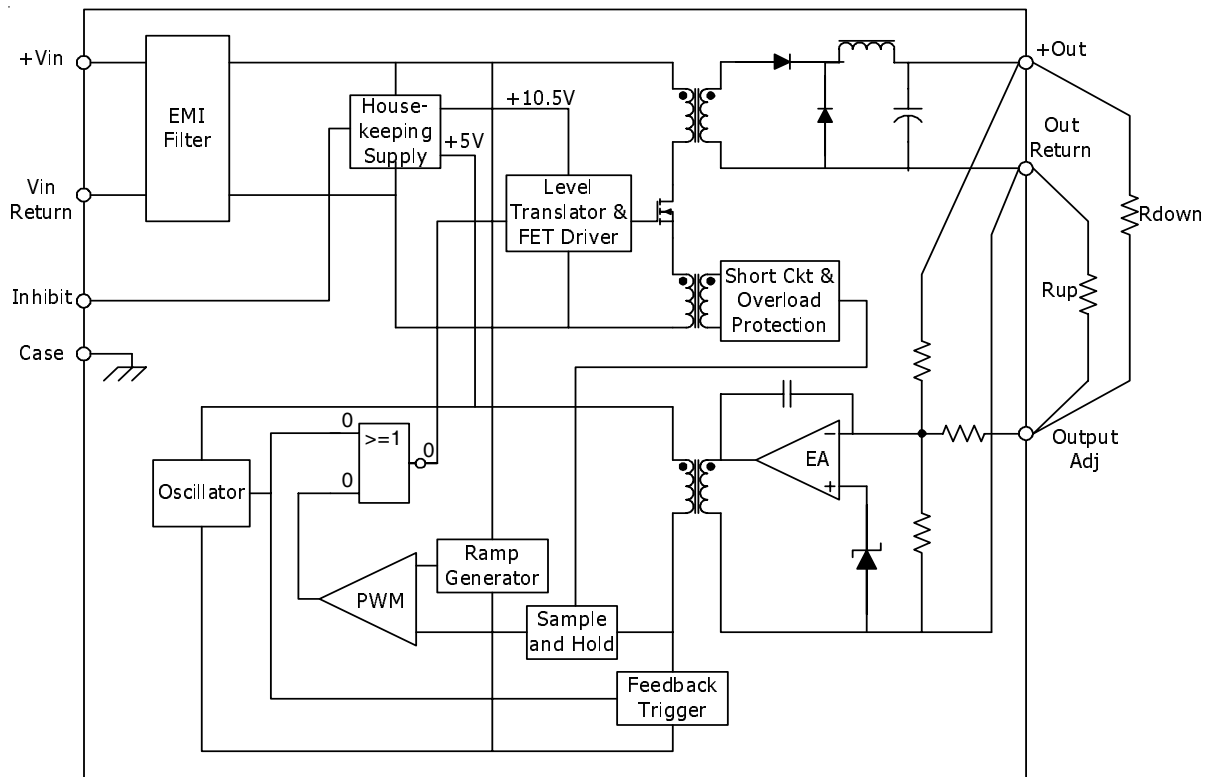 +Vin
EMI
Filter
House-
keeping
Supply
+10.5V
+5V
+Out
Out
Return
Vin
Return
Level
Translator &
FET Driver
Rdown
Inhibit
Short Ckt &
Overload
Protection
Rup
Case
0
>=1
0
0
EA
−
+
Output
Adj
Oscillator
Ramp
Generator
PWM
Sample
and Hold
Feedback
Trigger